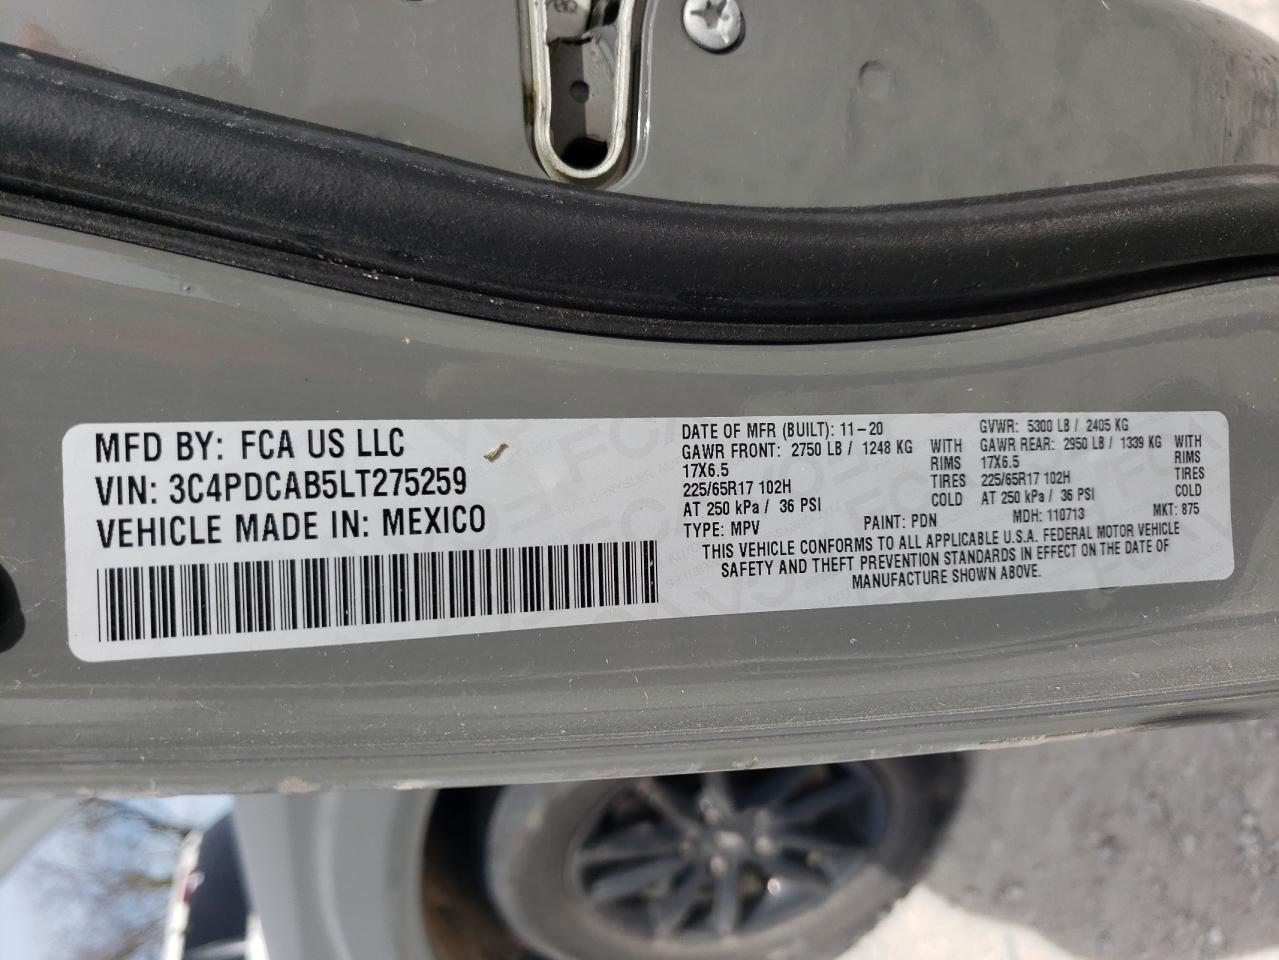 MFD BY: FCA US LLC
VIN: 3C4PDCAB5LT275259
VEHICLE MADE IN: MEXICO
DATE OF MFR (BUILT): 11-20
GAWR FRONT: 2750 LB / 1248 KG WITH
17X6.5 RIMS
225/65R17 102H TIRES
AT 250 kPa / 36 PSI COLD
GVWR: 5300 LB / 2405 KG
GAWR REAR: 2950 LB / 1339 KG WITH
17X6.5 RIMS
225/65R17 102H TIRES
AT 250 kPa / 36 PSI COLD
TYPE: MPV PAINT: PDN MDH: 110713 MKT: 875
THIS VEHICLE CONFORMS TO ALL APPLICABLE U.S.A. FEDERAL MOTOR VEHICLE
SAFETY AND THEFT PREVENTION STANDARDS IN EFFECT ON THE DATE OF
MANUFACTURE SHOWN ABOVE.